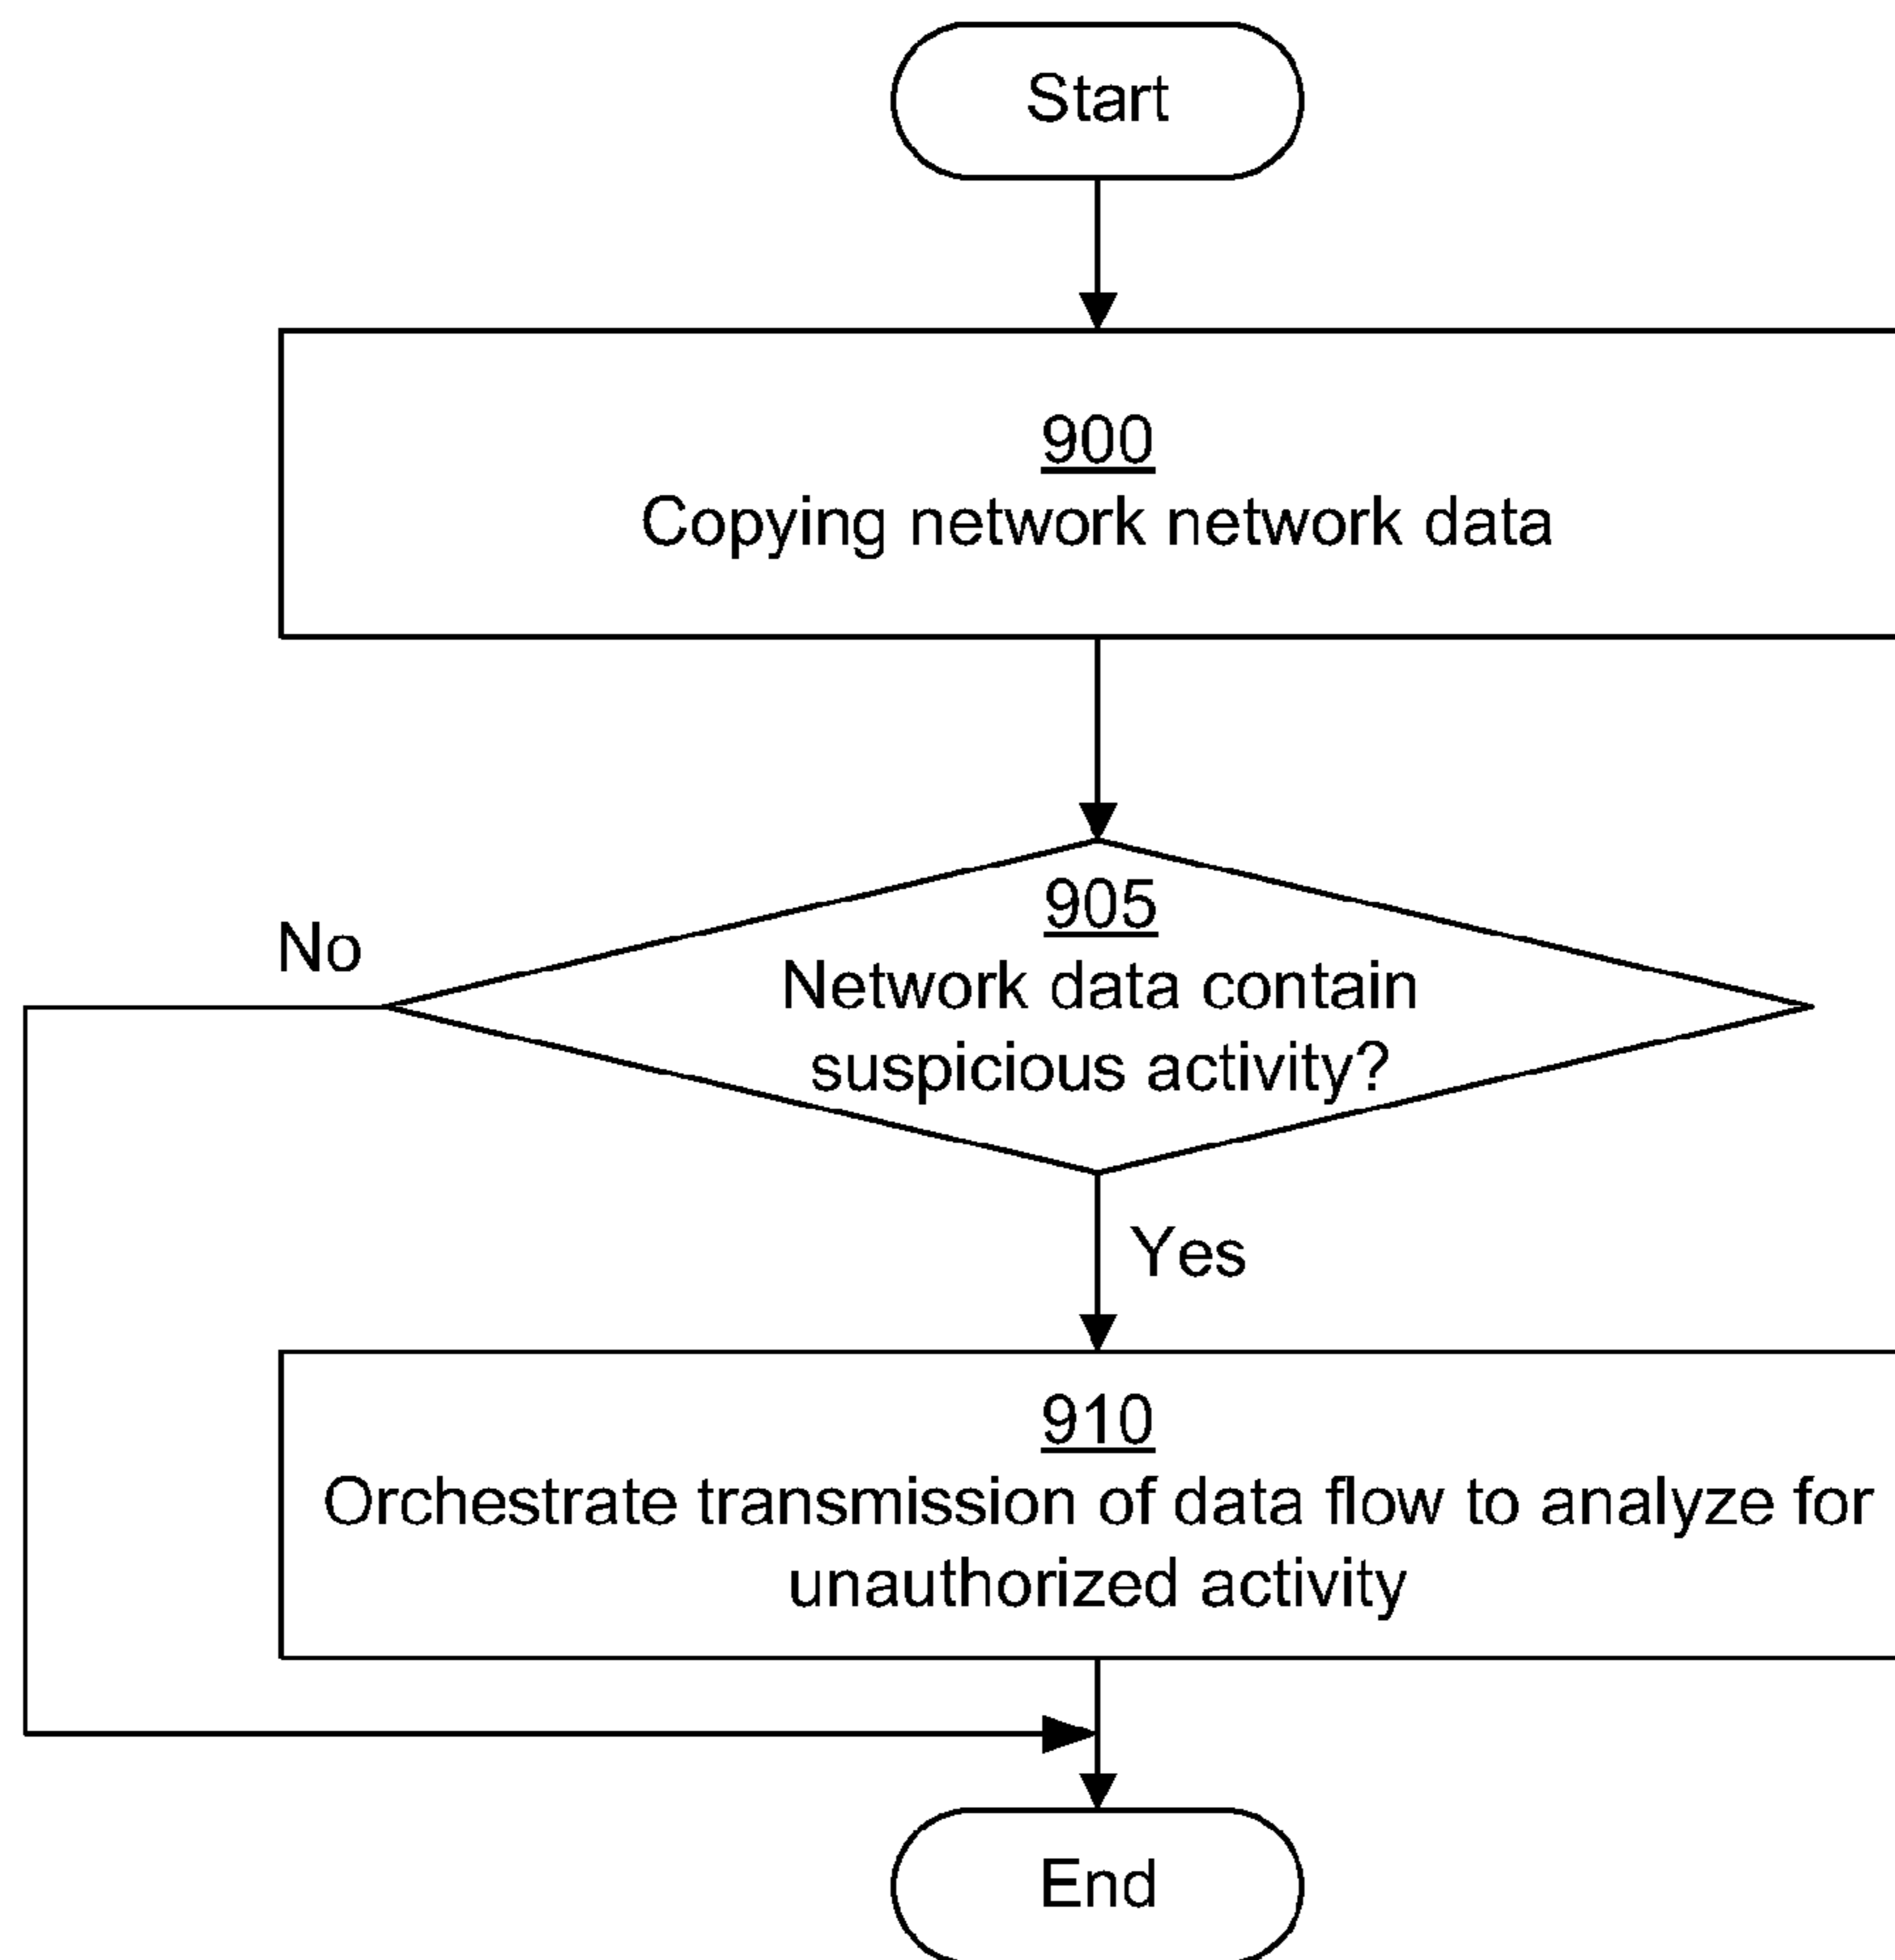 Start
900
Copying network network data
905
Network data contain
suspicious activity?
No
Yes
910
Orchestrate transmission of data flow to analyze for
unauthorized activity
End